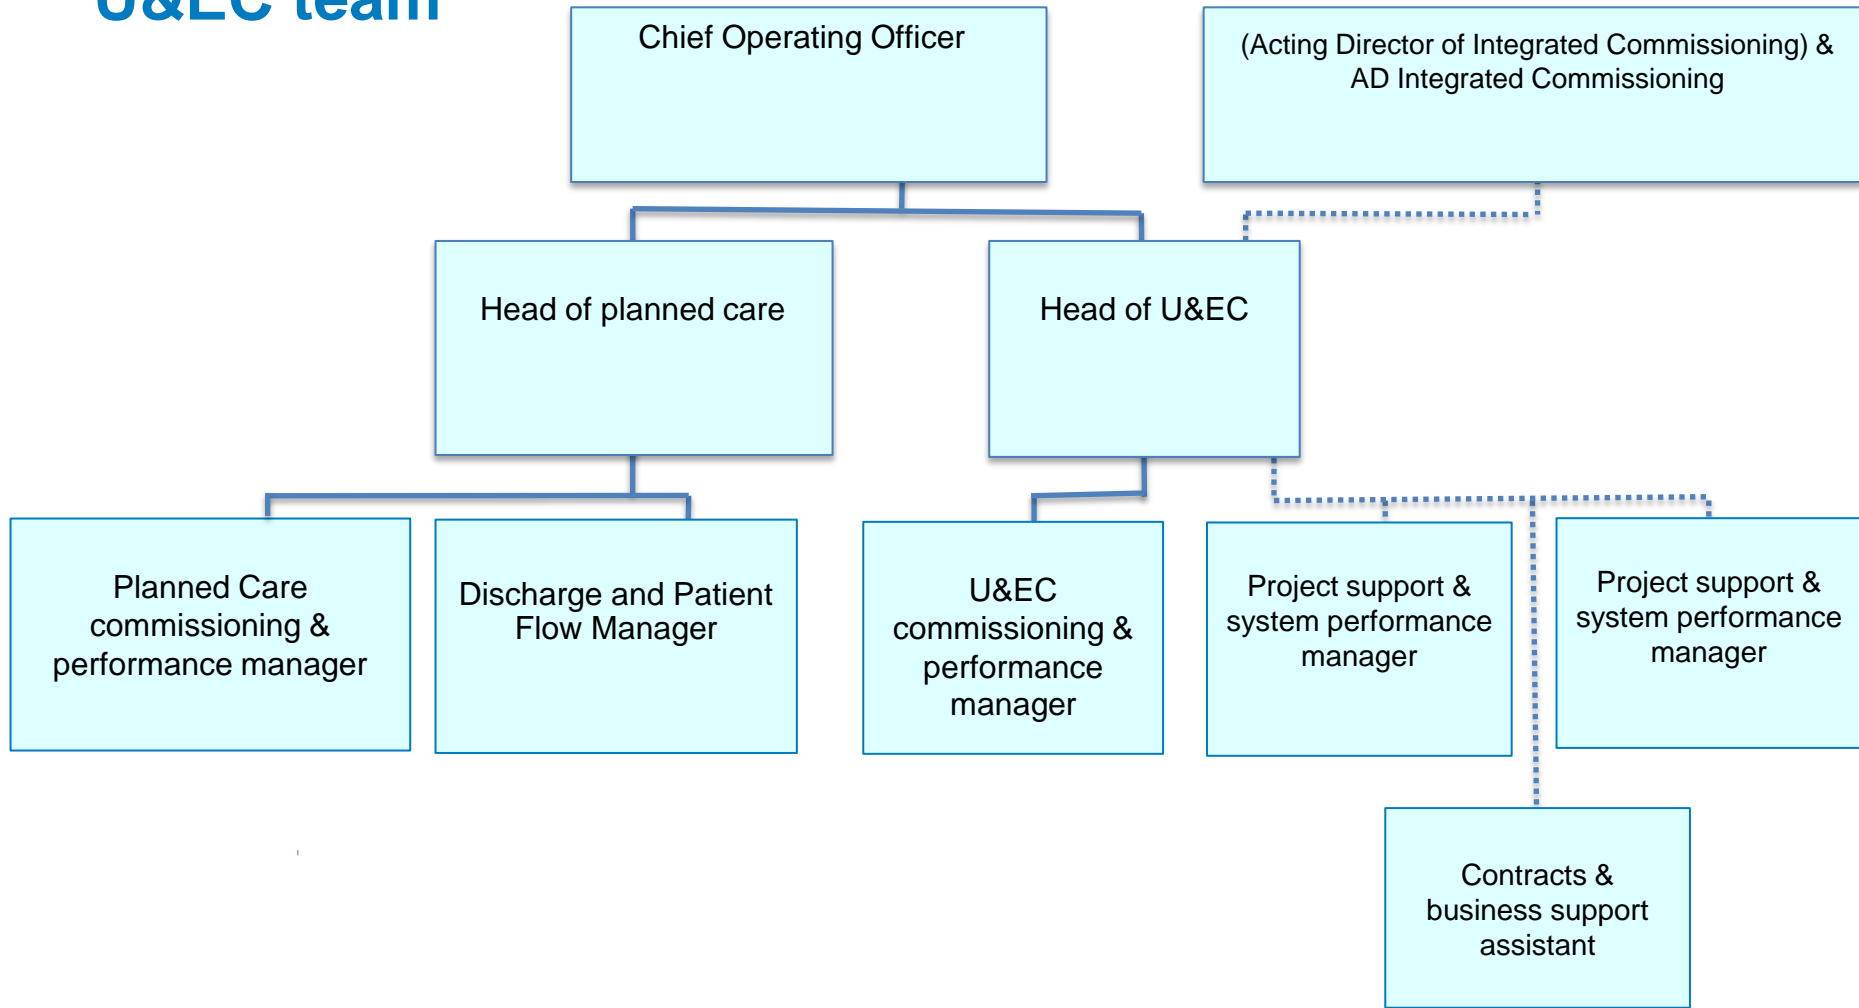 U&EC team
Chief Operating Officer
(Acting Director of Integrated Commissioning) &
AD Integrated Commissioning
Head of planned care
Head of U&EC
Planned Care
commissioning &
performance manager
Discharge and Patient
Flow Manager
U&EC
commissioning &
performance
manager
Project support &
system performance
manager
Project support &
system performance
manager
Contracts &
business support
assistant